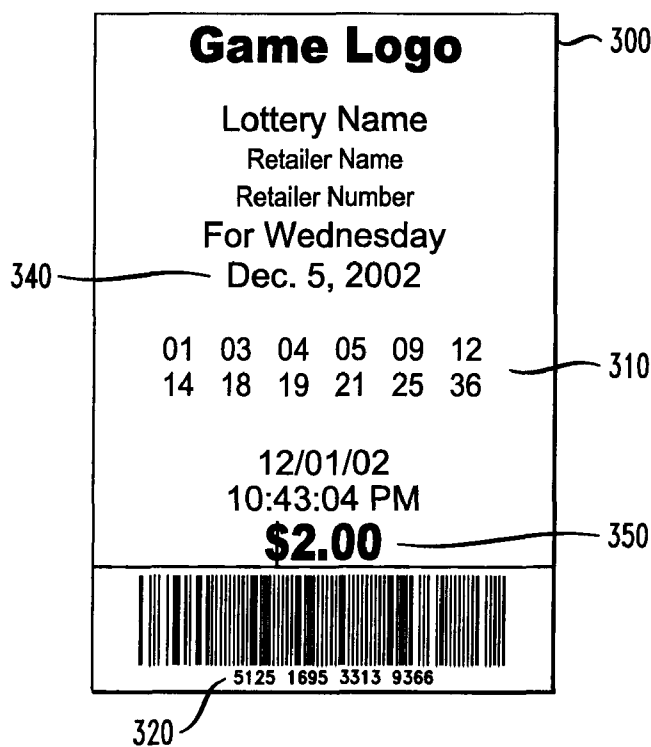 Game Logo
300
Lottery Name
Retailer Name
Retailer Number
For Wednesday
340
Dec. 5, 2002
01 03 04 05 09 12
14 18 19 21 25 36
310
12/01/02
10:43:04 PM
$2.00
350
5125 1695 3313 9366
320